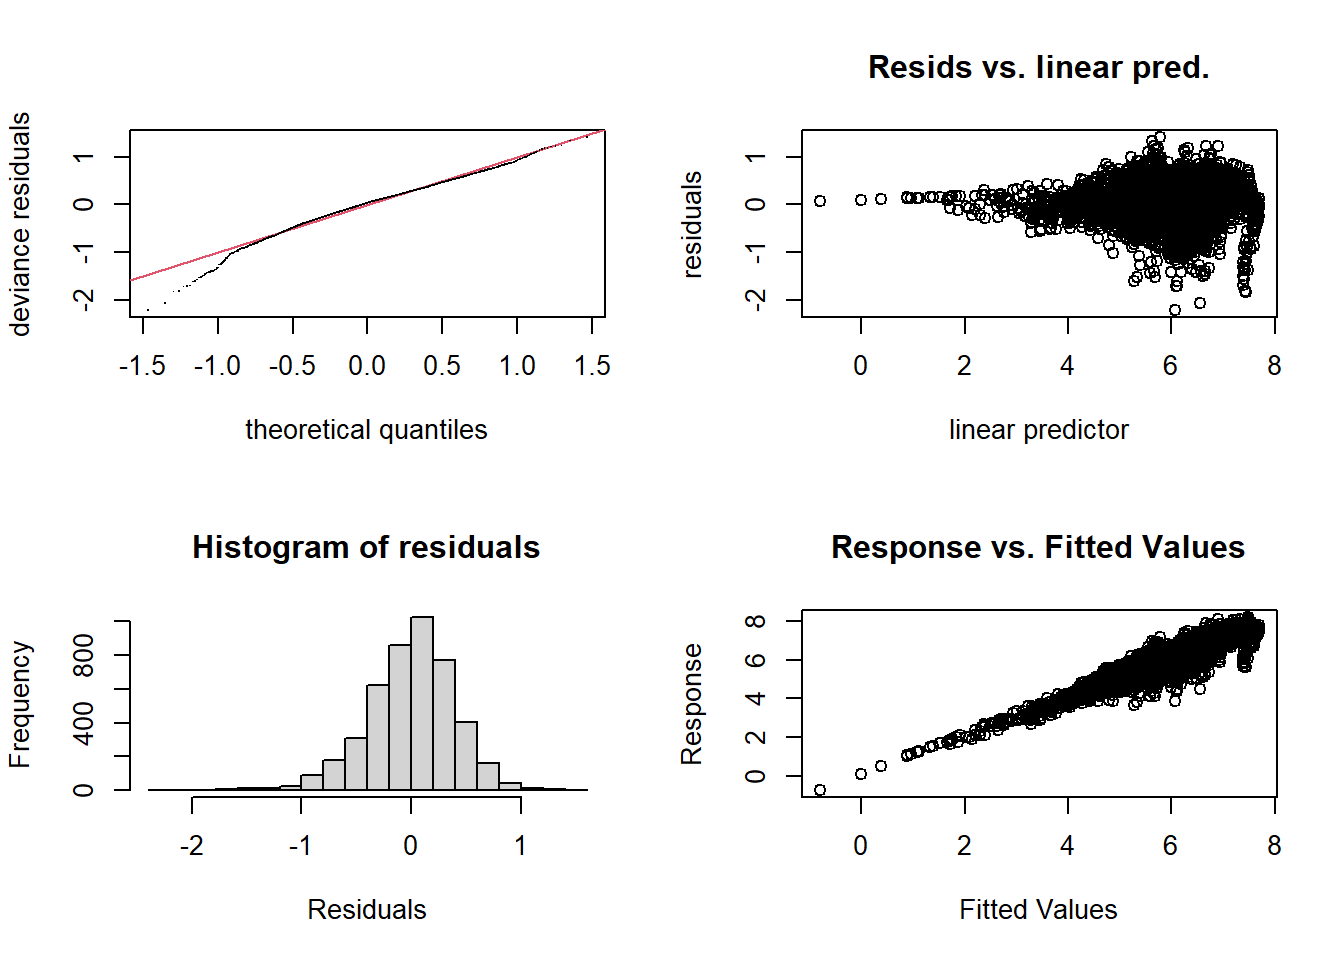 deviance residuals
1
0
-1
-2
-1.5 -1.0 -0.5 0.0 0.5 1.0 1.5
theoretical quantiles
Resids vs. linear pred.
residuals
1
0
-1
-2
0 2 4 6 8
linear predictor
Histogram of residuals
Frequency
800
400
0
-2 -1 0 1
Residuals
Response vs. Fitted Values
Response
8
6
4
2
0
0 2 4 6 8
Fitted Values